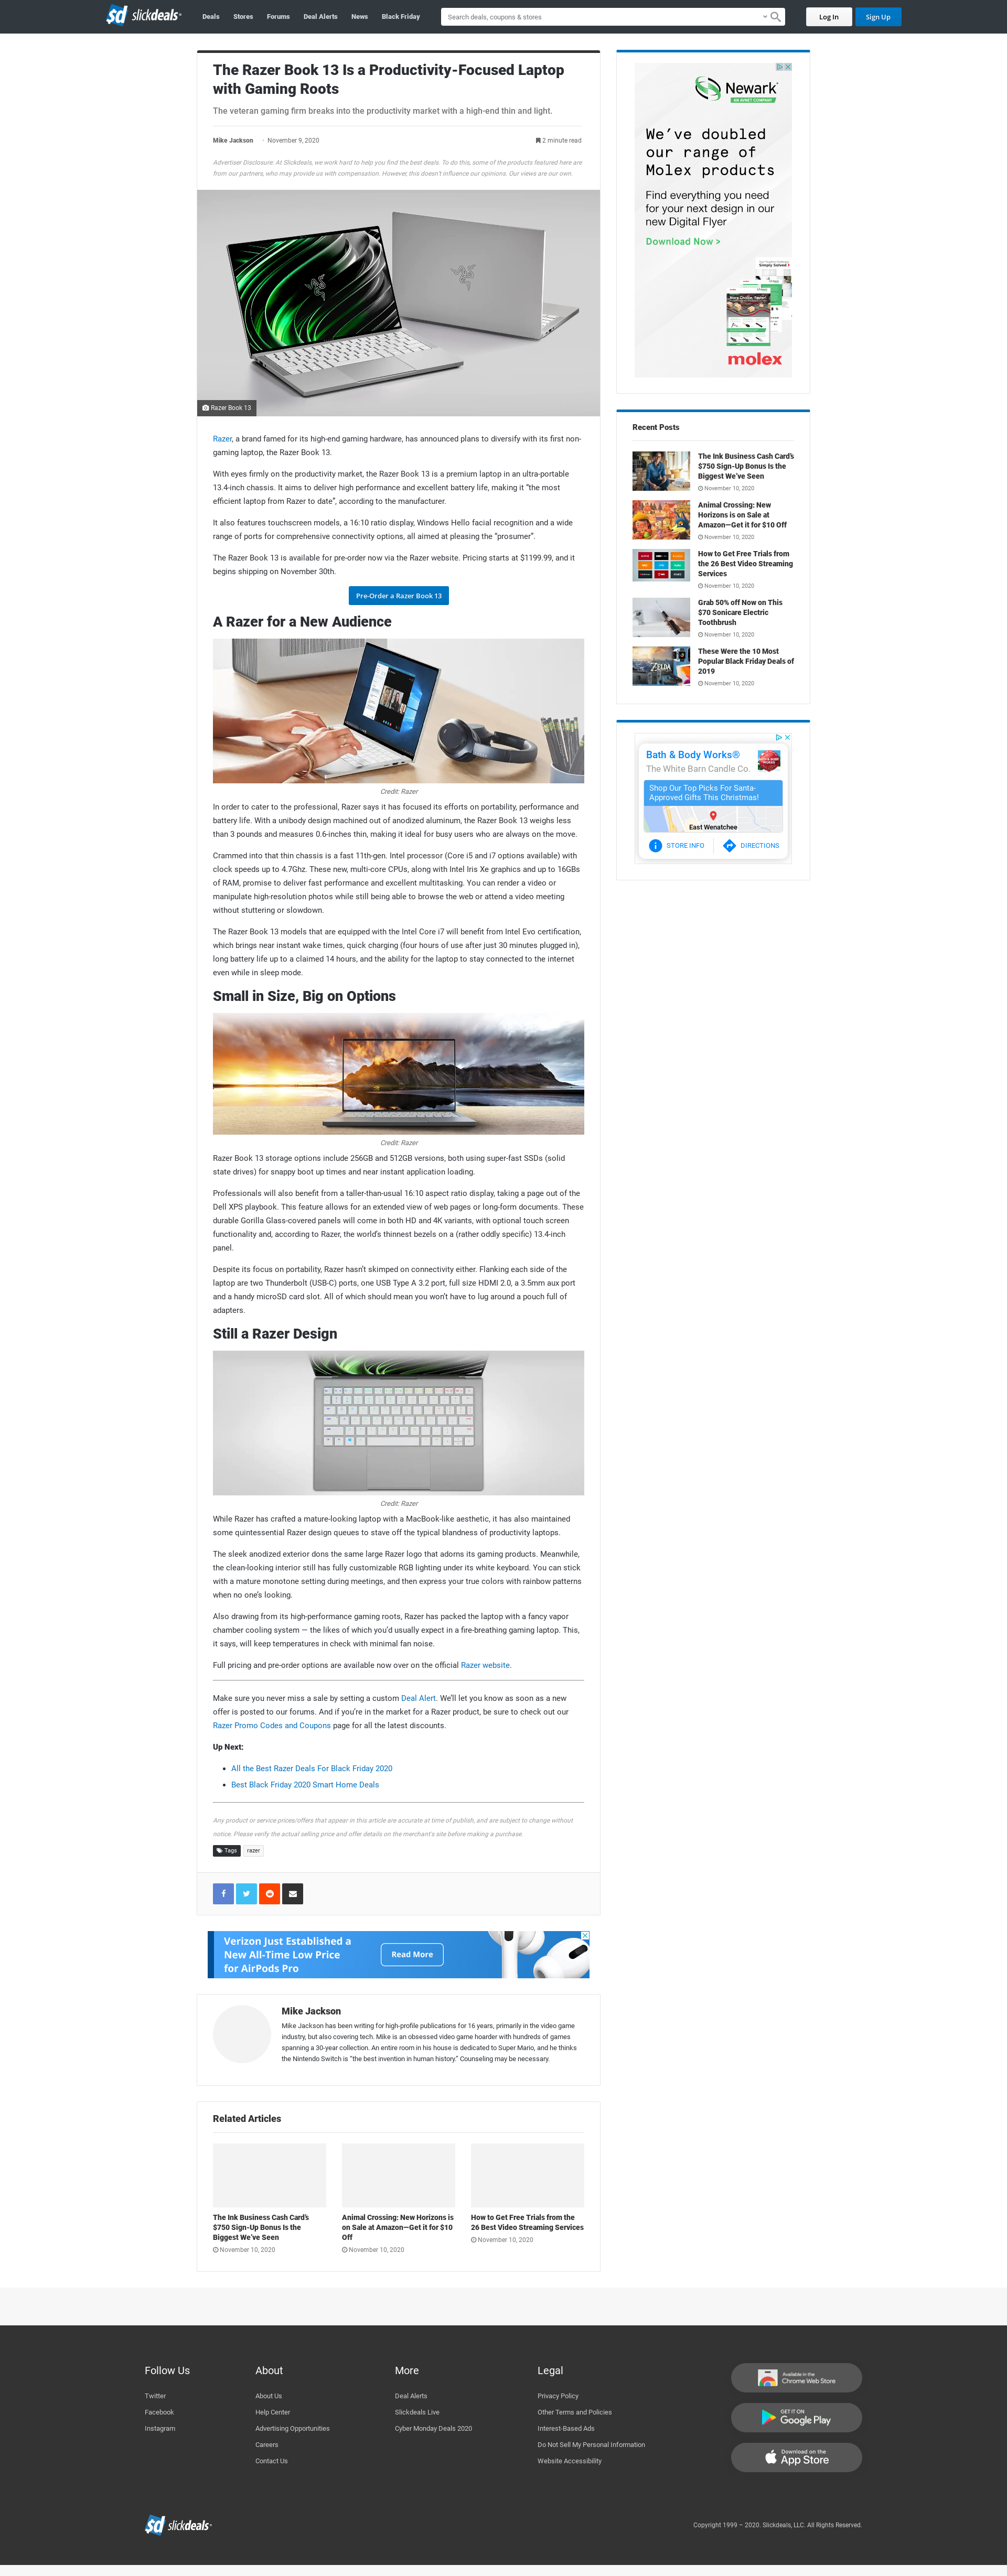 sd slickdeals
Deals Stores Forums Deal Alerts News Black Friday
Search deals, coupons & stores
Log In
Sign Up
The Razer Book 13 Is a Productivity-Focused Laptop
with Gaming Roots
The veteran gaming firm breaks into the productivity market with a high-end thin and light.
Mike Jackson · November 9, 2020
2 minute read
Advertiser Disclosure: At Slickdeals, we work hard to help you find the best deals. To do this, some of the products featured here are
from our partners, who may provide us with compensation. However, this doesn't influence our opinions. Our views are our own.
Razer Book 13
Razer, a brand famed for its high-end gaming hardware, has announced plans to diversify with its first non-
gaming laptop, the Razer Book 13.
With eyes firmly on the productivity market, the Razer Book 13 is a premium laptop in an ultra-portable
13.4-inch chassis. It aims to deliver high performance and excellent battery life, making it “the most
efficient laptop from Razer to date”, according to the manufacturer.
It also features touchscreen models, a 16:10 ratio display, Windows Hello facial recognition and a wide
range of ports for comprehensive connectivity options, all aimed at pleasing the “prosumer”.
The Razer Book 13 is available for pre-order now via the Razer website. Pricing starts at $1199.99, and it
begins shipping on November 30th.
Pre-Order a Razer Book 13
A Razer for a New Audience
Credit: Razer
In order to cater to the professional, Razer says it has focused its efforts on portability, performance and
battery life. With a unibody design machined out of anodized aluminum, the Razer Book 13 weighs less
than 3 pounds and measures 0.6-inches thin, making it ideal for busy users who are always on the move.
Crammed into that thin chassis is a fast 11th-gen. Intel processor (Core i5 and i7 options available) with
clock speeds up to 4.7Ghz. These new, multi-core CPUs, along with Intel Iris Xe graphics and up to 16GBs
of RAM, promise to deliver fast performance and excellent multitasking. You can render a video or
manipulate high-resolution photos while still being able to browse the web or attend a video meeting
without stuttering or slowdown.
The Razer Book 13 models that are equipped with the Intel Core i7 will benefit from Intel Evo certification,
which brings near instant wake times, quick charging (four hours of use after just 30 minutes plugged in),
long battery life up to a claimed 14 hours, and the ability for the laptop to stay connected to the internet
even while in sleep mode.
Small in Size, Big on Options
Credit: Razer
Razer Book 13 storage options include 256GB and 512GB versions, both using super-fast SSDs (solid
state drives) for snappy boot up times and near instant application loading.
Professionals will also benefit from a taller-than-usual 16:10 aspect ratio display, taking a page out of the
Dell XPS playbook. This feature allows for an extended view of web pages or long-form documents. These
durable Gorilla Glass-covered panels will come in both HD and 4K variants, with optional touch screen
functionality and, according to Razer, the world’s thinnest bezels on a (rather oddly specific) 13.4-inch
panel.
Despite its focus on portability, Razer hasn’t skimped on connectivity either. Flanking each side of the
laptop are two Thunderbolt (USB-C) ports, one USB Type A 3.2 port, full size HDMI 2.0, a 3.5mm aux port
and a handy microSD card slot. All of which should mean you won’t have to lug around a pouch full of
adapters.
Still a Razer Design
Credit: Razer
While Razer has crafted a mature-looking laptop with a MacBook-like aesthetic, it has also maintained
some quintessential Razer design queues to stave off the typical blandness of productivity laptops.
The sleek anodized exterior dons the same large Razer logo that adorns its gaming products. Meanwhile,
the clean-looking interior still has fully customizable RGB lighting under its white keyboard. You can stick
with a mature monotone setting during meetings, and then express your true colors with rainbow patterns
when no one’s looking.
Also drawing from its high-performance gaming roots, Razer has packed the laptop with a fancy vapor
chamber cooling system — the likes of which you’d usually expect in a fire-breathing gaming laptop. This,
it says, will keep temperatures in check with minimal fan noise.
Full pricing and pre-order options are available now over on the official Razer website.
Make sure you never miss a sale by setting a custom Deal Alert. We’ll let you know as soon as a new
offer is posted to our forums. And if you’re in the market for a Razer product, be sure to check out our
Razer Promo Codes and Coupons page for all the latest discounts.
Up Next:
All the Best Razer Deals For Black Friday 2020
Best Black Friday 2020 Smart Home Deals
Any product or service prices/offers that appear in this article are accurate at time of publish, and are subject to change without
notice. Please verify the actual selling price and offer details on the merchant's site before making a purchase.
Tags razer
Verizon Just Established a
New All-Time Low Price
for AirPods Pro
Read More
Mike Jackson
Mike Jackson has been writing for high-profile publications for 16 years, primarily in the video game
industry, but also covering tech. Mike is an obsessed video game hoarder with hundreds of games
spanning a 30-year collection. An entire room in his house is dedicated to Super Mario, and he thinks
the Nintendo Switch is “the best invention in human history.” Counseling may be necessary.
Related Articles
The Ink Business Cash Card’s
$750 Sign-Up Bonus Is the
Biggest We’ve Seen
November 10, 2020
Animal Crossing: New Horizons is
on Sale at Amazon—Get it for $10
Off
November 10, 2020
How to Get Free Trials from the
26 Best Video Streaming Services
November 10, 2020
Newark
AN AVNET COMPANY
We’ve doubled
our range of
Molex products
Find everything you need
for your next design in our
new Digital Flyer
Download Now >
molex
Recent Posts
The Ink Business Cash Card’s
$750 Sign-Up Bonus Is the
Biggest We’ve Seen
November 10, 2020
Animal Crossing: New
Horizons is on Sale at
Amazon—Get it for $10 Off
November 10, 2020
How to Get Free Trials from
the 26 Best Video Streaming
Services
November 10, 2020
Grab 50% off Now on This
$70 Sonicare Electric
Toothbrush
November 10, 2020
ZELDA
These Were the 10 Most
Popular Black Friday Deals of
2019
November 10, 2020
Bath & Body Works®
The White Barn Candle Co.
Shop Our Top Picks For Santa-
Approved Gifts This Christmas!
East Wenatchee
STORE INFO
DIRECTIONS
Follow Us
Twitter
Facebook
Instagram
About
About Us
Help Center
Advertising Opportunities
Careers
Contact Us
More
Deal Alerts
Slickdeals Live
Cyber Monday Deals 2020
Legal
Privacy Policy
Other Terms and Policies
Interest-Based Ads
Do Not Sell My Personal Information
Website Accessibility
Available in the
Chrome Web Store
GET IT ON
Google Play
Download on the
App Store
sd slickdeals
Copyright 1999 – 2020. Slickdeals, LLC. All Rights Reserved.